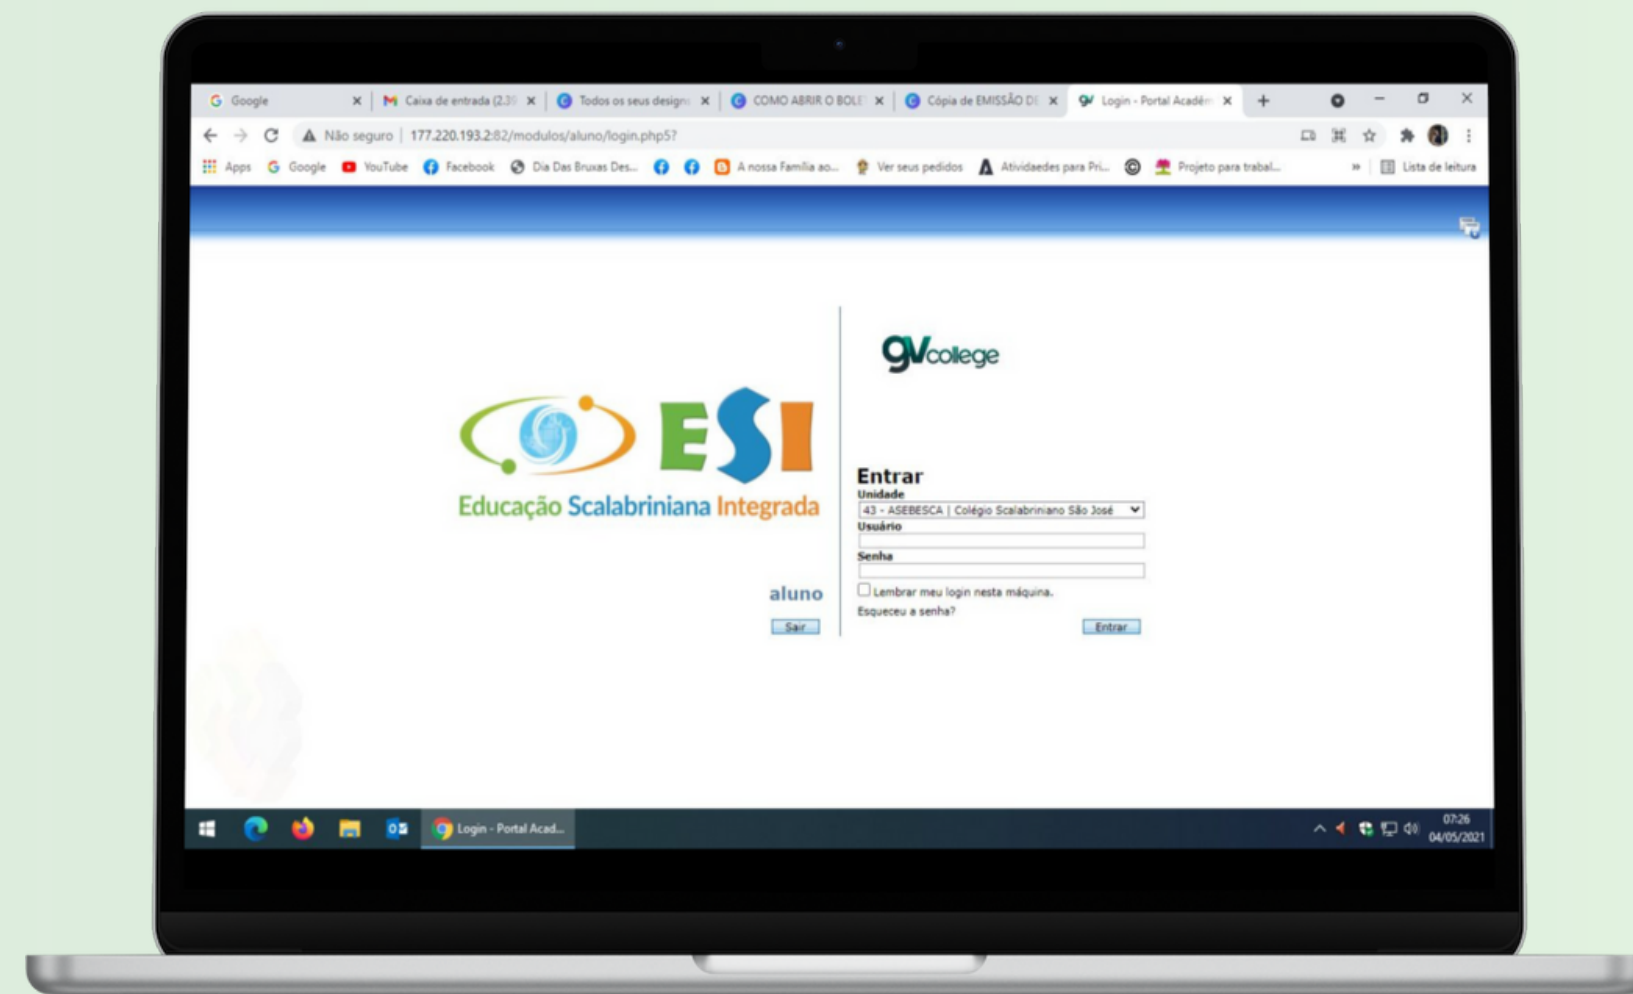 Google
Caixa de entrada (2.39
Todos os seus designs
COMO ABRIR O BOLE
Cópia de EMISSÃO DE
Login - Portal Acadêm
Não seguro | 177.220.193.2:82/modulos/aluno/login.php5?
Apps Google YouTube Facebook Dia Das Bruxas Des... A nossa Família ao... Ver seus pedidos Atividaedes para Pri... Projeto para trabal... » Lista de leitura
gvcollege
ESI
Educação Scalabriniana Integrada
Entrar
Unidade
43 - ASEBESCA | Colégio Scalabriniano São José
Usuário
Senha
Lembrar meu login nesta máquina.
Esqueceu a senha?
Entrar
aluno
Sair
Login - Portal Acad...
07:26
04/05/2021